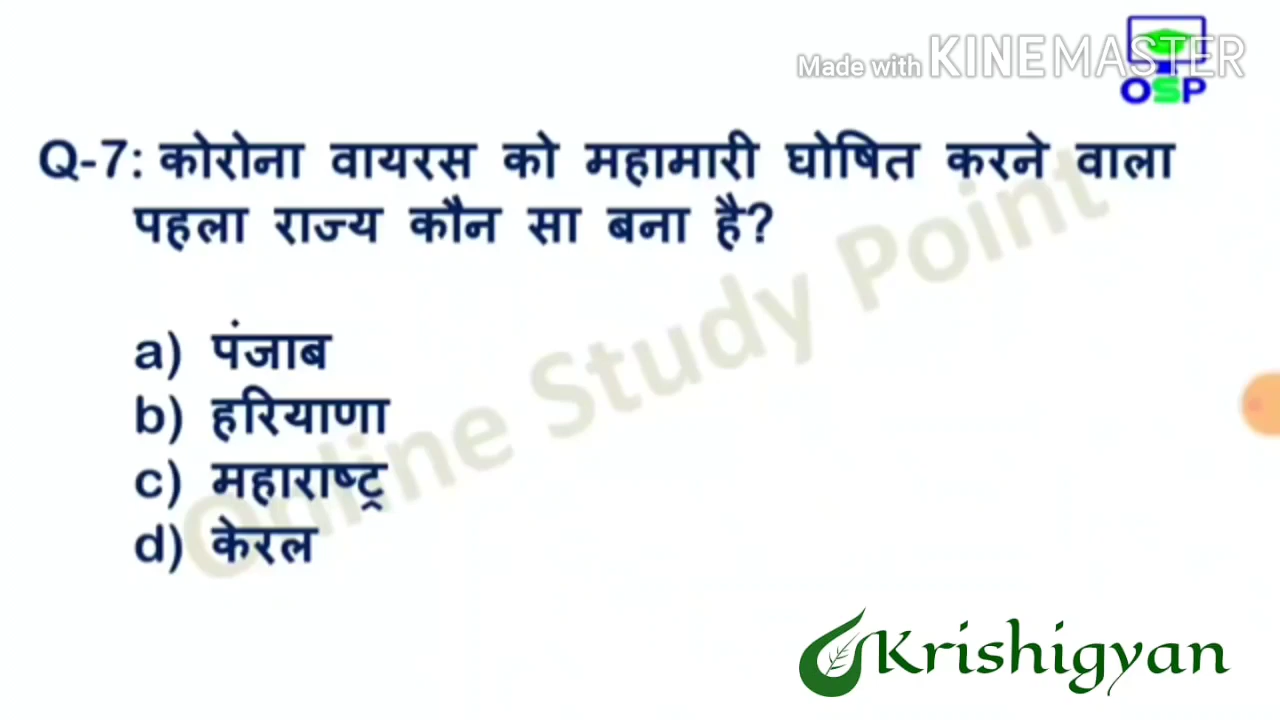 Made with KINEMASTER
OSP
Q-7: कोरोना वायरस को महामारी घोषित करने वाला
पहला राज्य कौन सा बना है?
a) पंजाब
b) हरियाणा
c) महाराष्ट्र
d) केरल
Online Study Point
Krishigyan